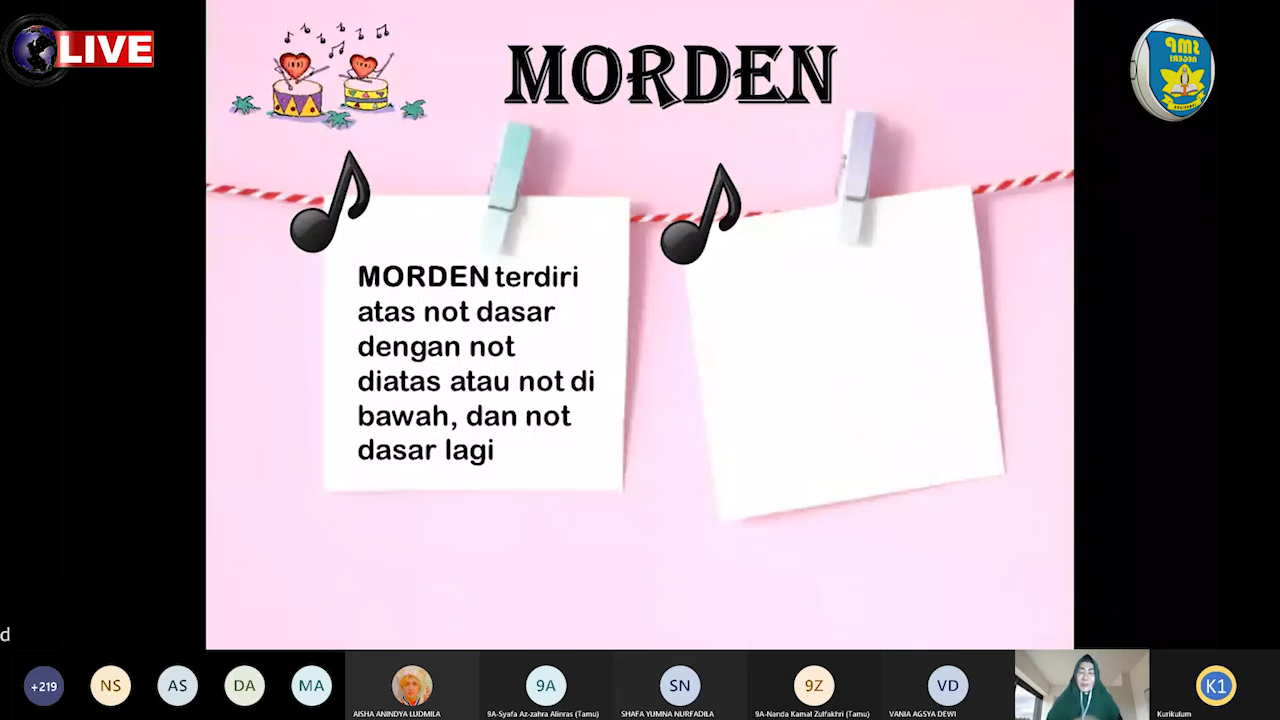 LIVE
MORDEN
SMP
NEGERI
MORDEN terdiri
atas not dasar
dengan not
diatas atau not di
bawah, dan not
dasar lagi
d
+219
NS
AS
DA
MA
9A
SN
9Z
VD
K1
AISHA ANINDYA LUDMILA
9A-Syafa Az-zahra Alinras (Tamu)
SHAFA YUMNA NURFADILA
9A-Nanda Kamal Zulfakhri (Tamu)
VANIA AGSYA DEWI
Kurikulum